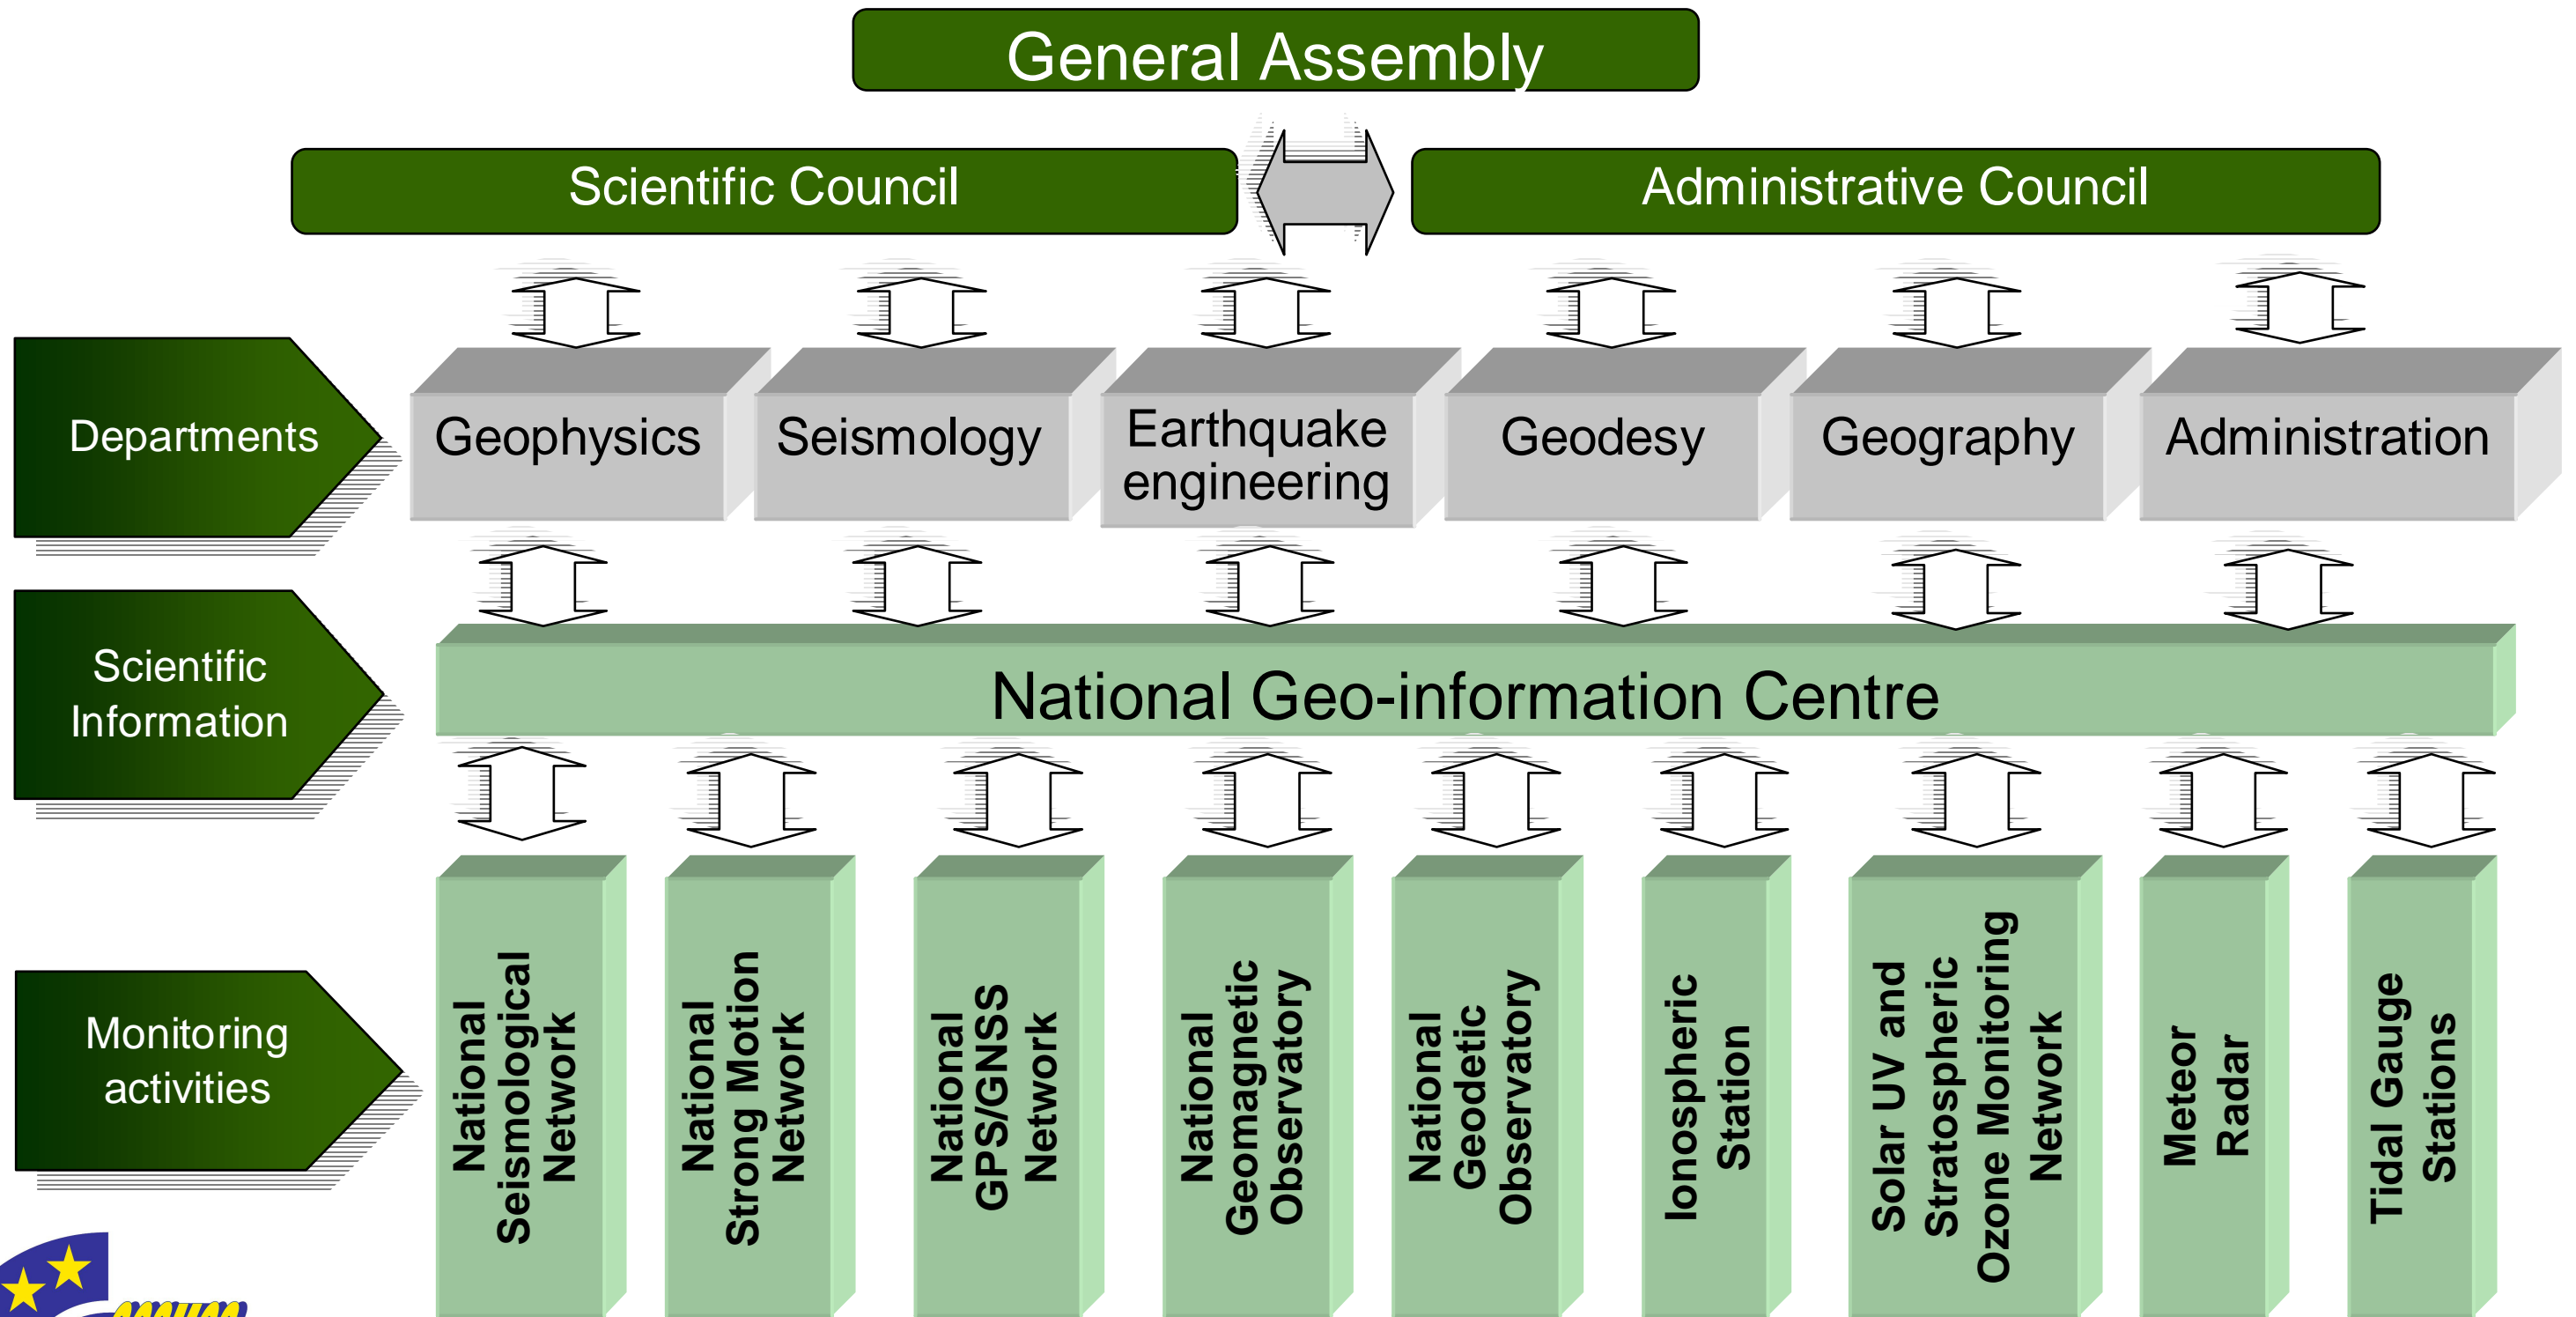 General Assembly
Scientific Council
Administrative Council
Departments
Geophysics
Seismology
Earthquake
engineering
Geodesy
Geography
Administration
Scientific
Information
National Geo-information Centre
Monitoring
activities
National
Seismological
Network
National
Strong Motion
Network
National
GPS/GNSS
Network
National
Geomagnetic
Observatory
National
Geodetic
Observatory
Ionospheric
Station
Solar UV and
Stratospheric
Ozone Monitoring
Network
Meteor
Radar
Tidal Gauge
Stations